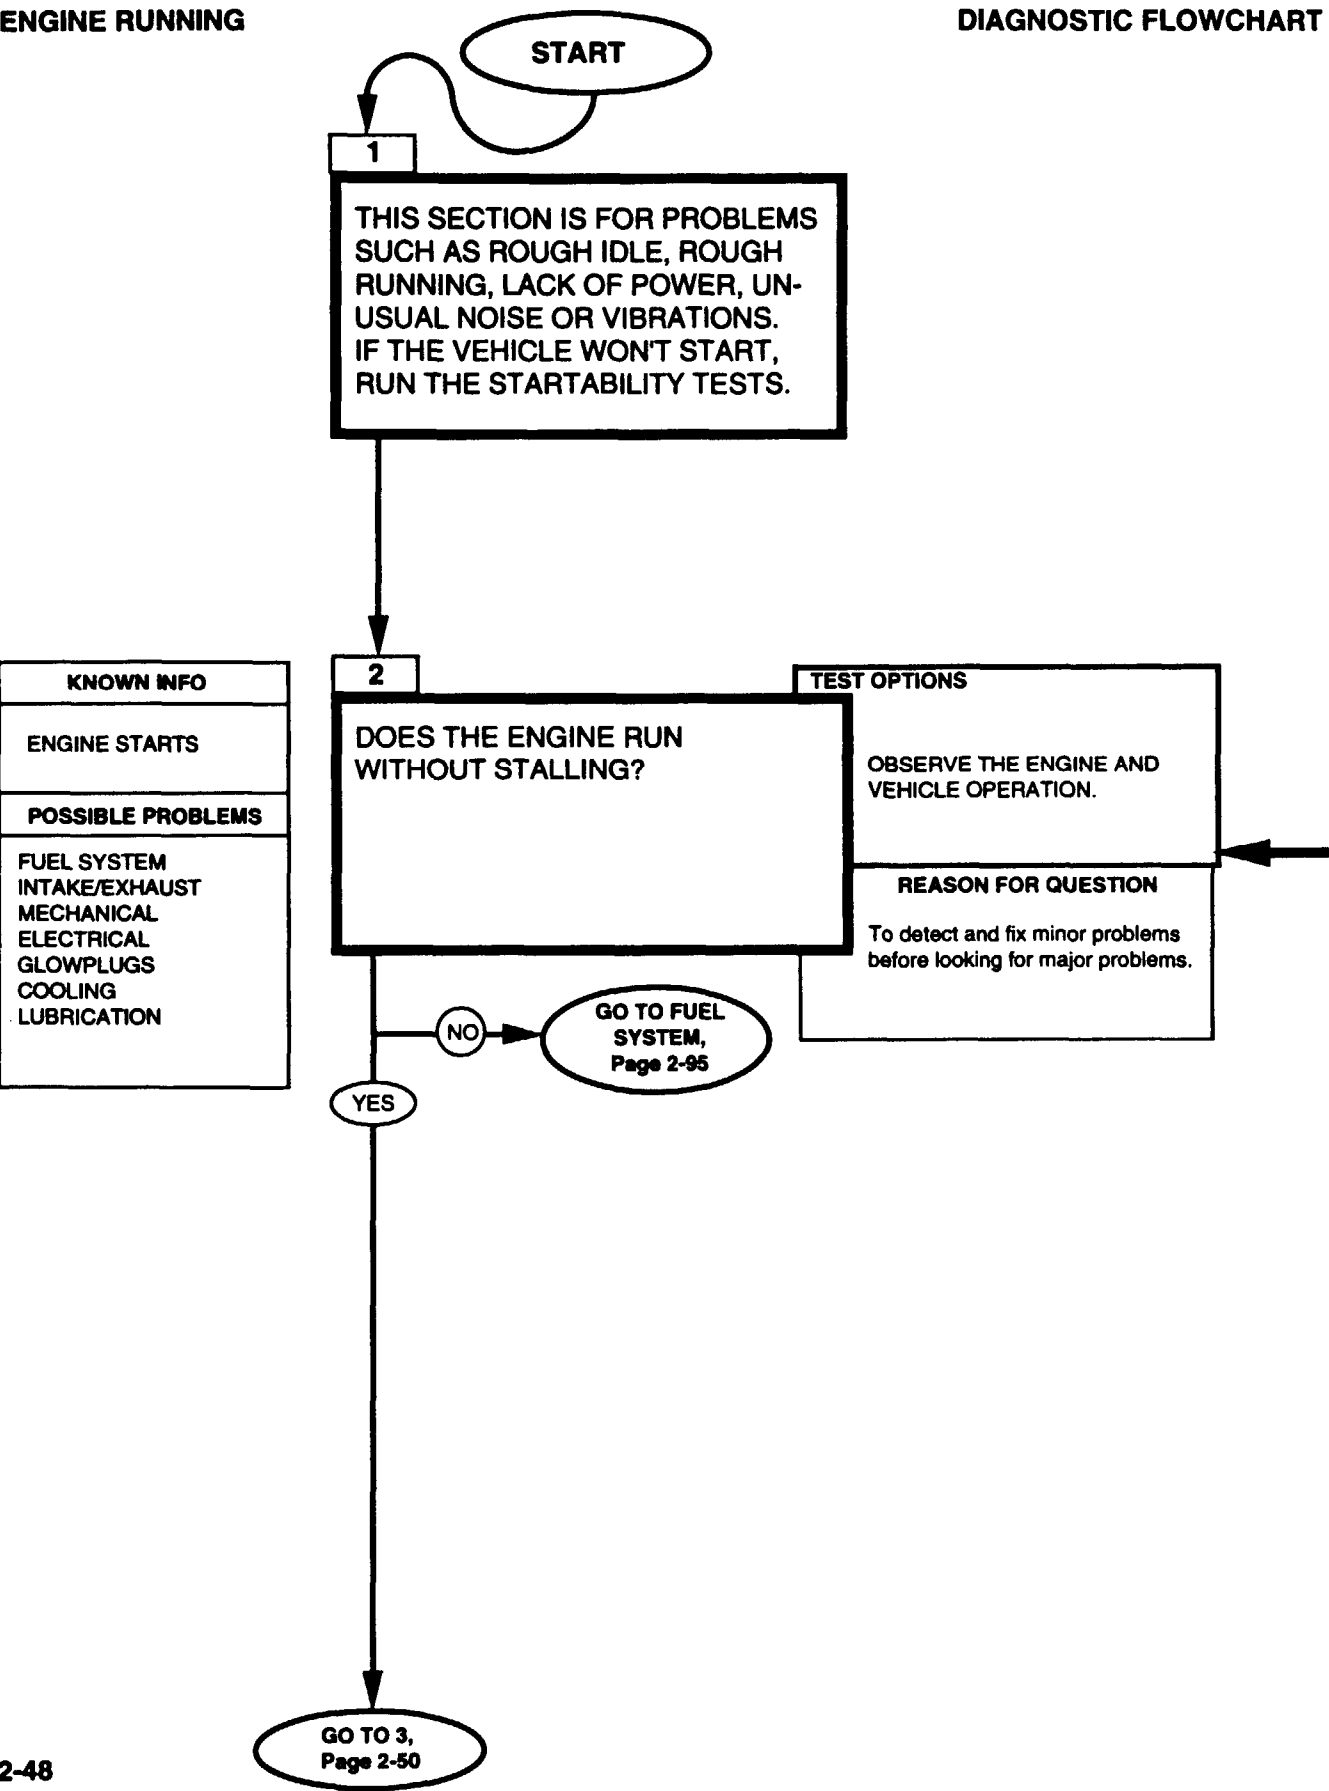 ENGINE RUNNING
DIAGNOSTIC FLOWCHART
START
1
THIS SECTION IS FOR PROBLEMS
SUCH AS ROUGH IDLE, ROUGH
RUNNING, LACK OF POWER, UN-
USUAL NOISE OR VIBRATIONS.
IF THE VEHICLE WON'T START,
RUN THE STARTABILITY TESTS.
KNOWN INFO
ENGINE STARTS
POSSIBLE PROBLEMS
FUEL SYSTEM
INTAKE/EXHAUST
MECHANICAL
ELECTRICAL
GLOWPLUGS
COOLING
LUBRICATION
2
DOES THE ENGINE RUN
WITHOUT STALLING?
TEST OPTIONS
OBSERVE THE ENGINE AND
VEHICLE OPERATION.
REASON FOR QUESTION
To detect and fix minor problems
before looking for major problems.
NO
GO TO FUEL
SYSTEM,
Page 2-95
YES
GO TO 3,
Page 2-50
2-48